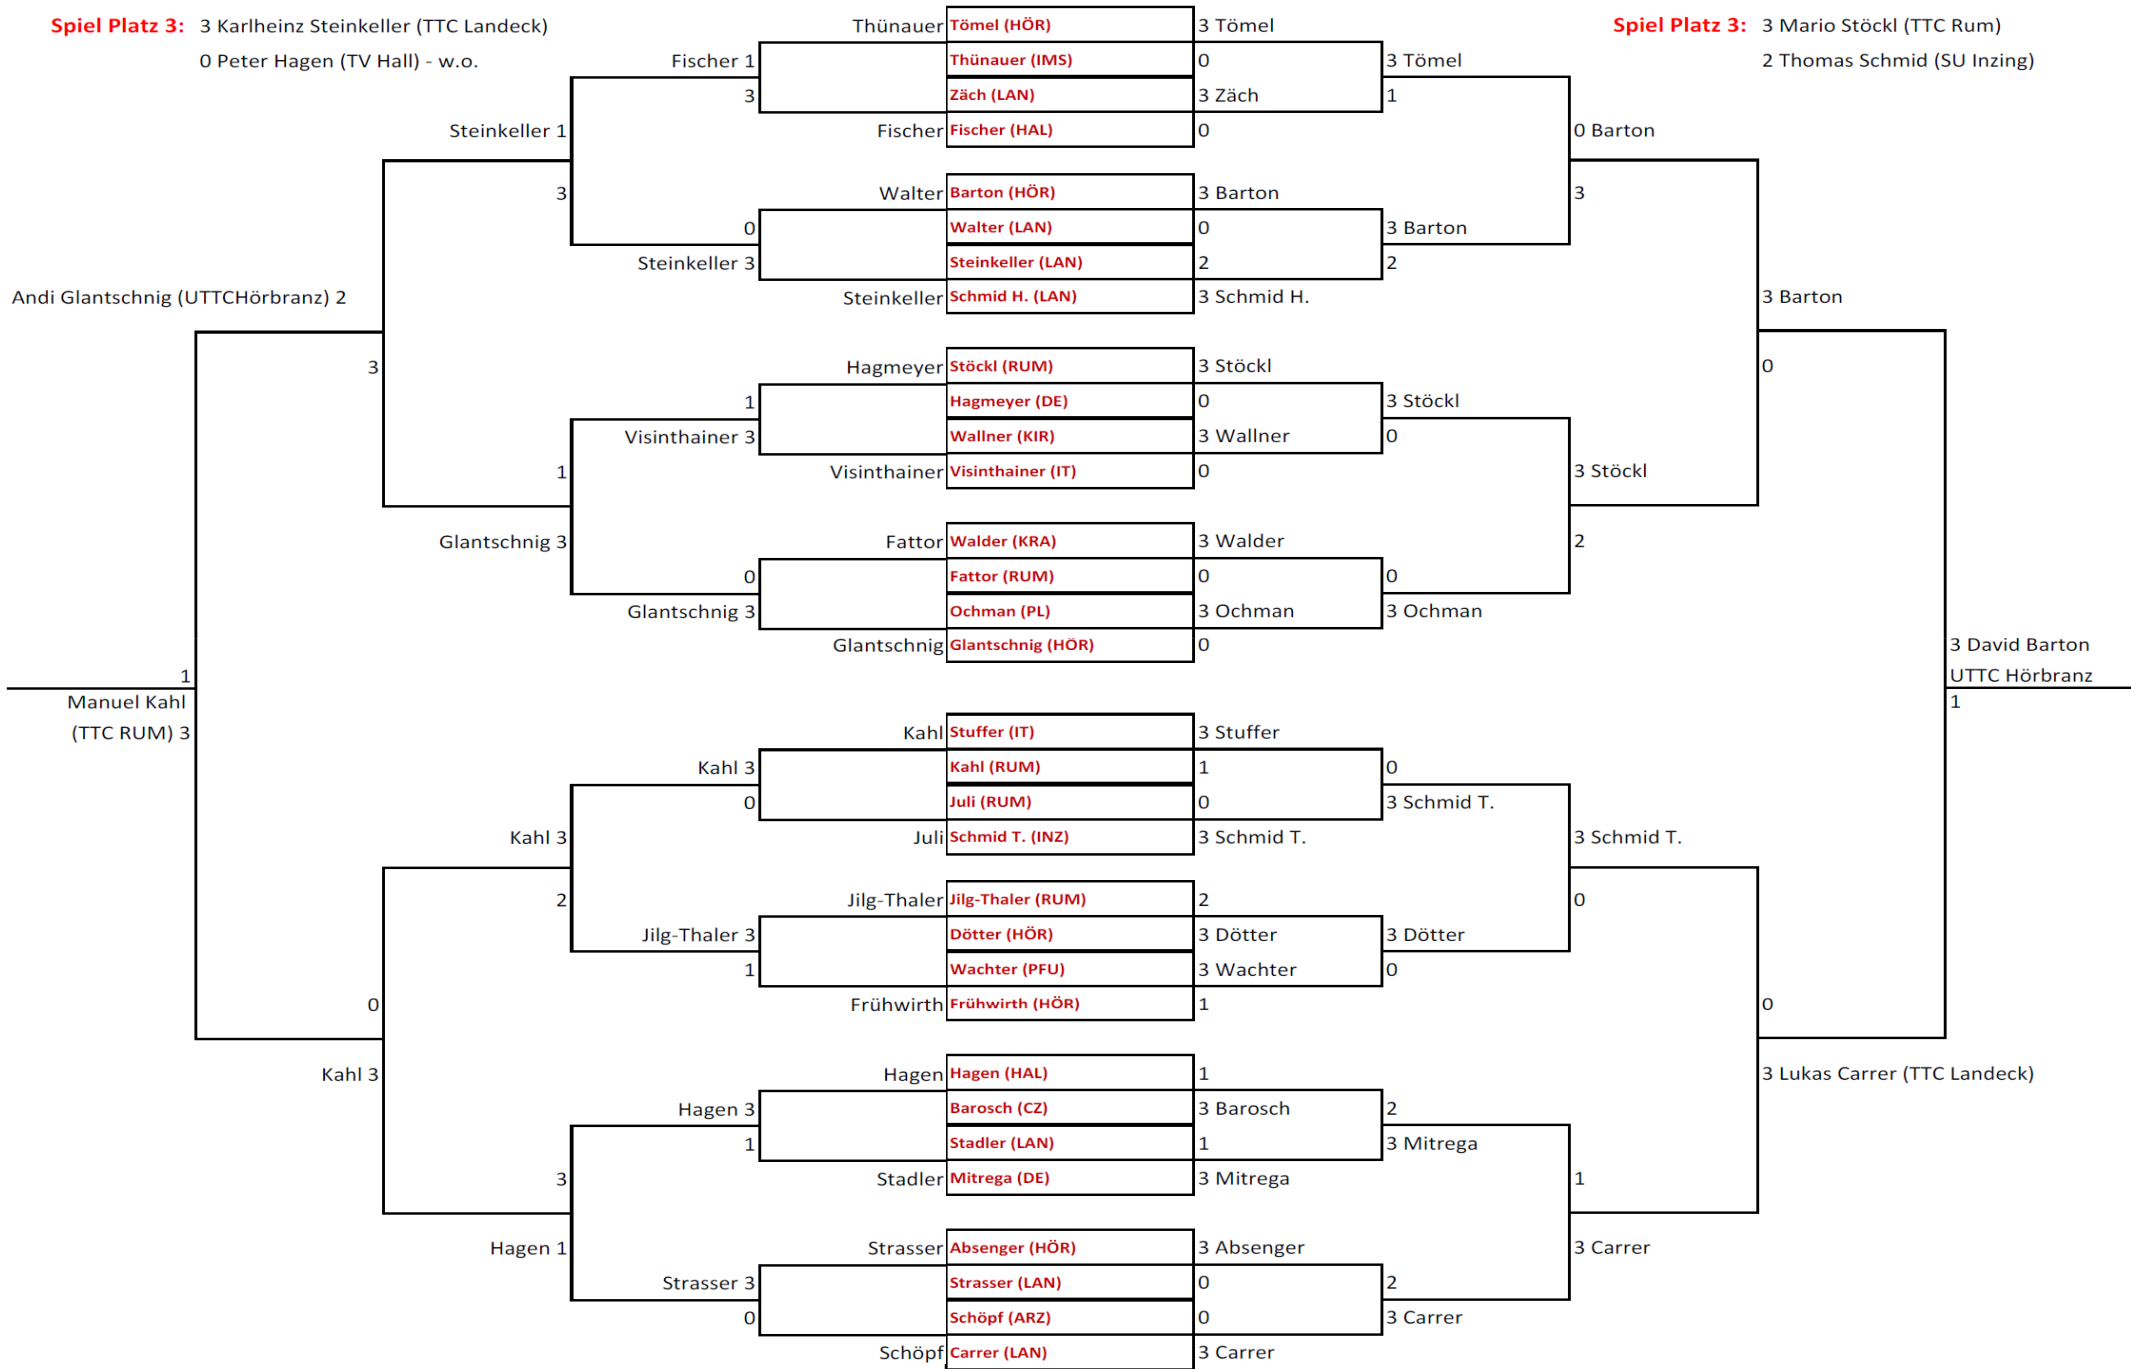 Spiel Platz 3: 3 Karlheinz Steinkeller (TTC Landeck) Thünauer Tömel (HÖR) 3 Tömel Spiel Platz 3: 3 Mario Stöckl (TTC Rum)
0 Peter Hagen (TV Hall) - w.o. Fischer 1 Thünauer (IMS) 0 3 Tömel 2 Thomas Schmid (SU Inzing)
3 Zäch (LAN) 3 Zäch 1
Steinkeller 1 Fischer Fischer (HAL) 0 0 Barton
3 Walter Barton (HÖR) 3 Barton 3
0 Walter (LAN) 0 3 Barton
Steinkeller 3 Steinkeller (LAN) 2 2
Andi Glantschnig (UTTCHörbranz) 2 Steinkeller Schmid H. (LAN) 3 Schmid H. 3 Barton
3 Hagmeyer Stöckl (RUM) 3 Stöckl 0
1 Hagmeyer (DE) 0 3 Stöckl
Visinthainer 3 Wallner (KIR) 3 Wallner 0
1 Visinthainer Visinthainer (IT) 0 3 Stöckl
Glantschnig 3 Fattor Walder (KRA) 3 Walder 2
0 Fattor (RUM) 0 0
Glantschnig 3 Ochman (PL) 3 Ochman 3 Ochman
Glantschnig Glantschnig (HÖR) 0 3 David Barton
1 UTTC Hörbranz
Manuel Kahl 1
(TTC RUM) 3 Kahl Stuffer (IT) 3 Stuffer
Kahl 3 Kahl (RUM) 1 0
0 Juli (RUM) 0 3 Schmid T.
Kahl 3 Juli Schmid T. (INZ) 3 Schmid T. 3 Schmid T.
2 Jilg-Thaler Jilg-Thaler (RUM) 2 0
Jilg-Thaler 3 Dötter (HÖR) 3 Dötter 3 Dötter
1 Wachter (PFU) 3 Wachter 0
0 Frühwirth Frühwirth (HÖR) 1 0
Kahl 3 Hagen Hagen (HAL) 1 3 Lukas Carrer (TTC Landeck)
Hagen 3 Barosch (CZ) 3 Barosch 2
1 Stadler (LAN) 1 3 Mitrega
3 Stadler Mitrega (DE) 3 Mitrega 1
Hagen 1 Strasser Absenger (HÖR) 3 Absenger 3 Carrer
Strasser 3 Strasser (LAN) 0 2
0 Schöpf (ARZ) 0 3 Carrer
Schöpf Carrer (LAN) 3 Carrer